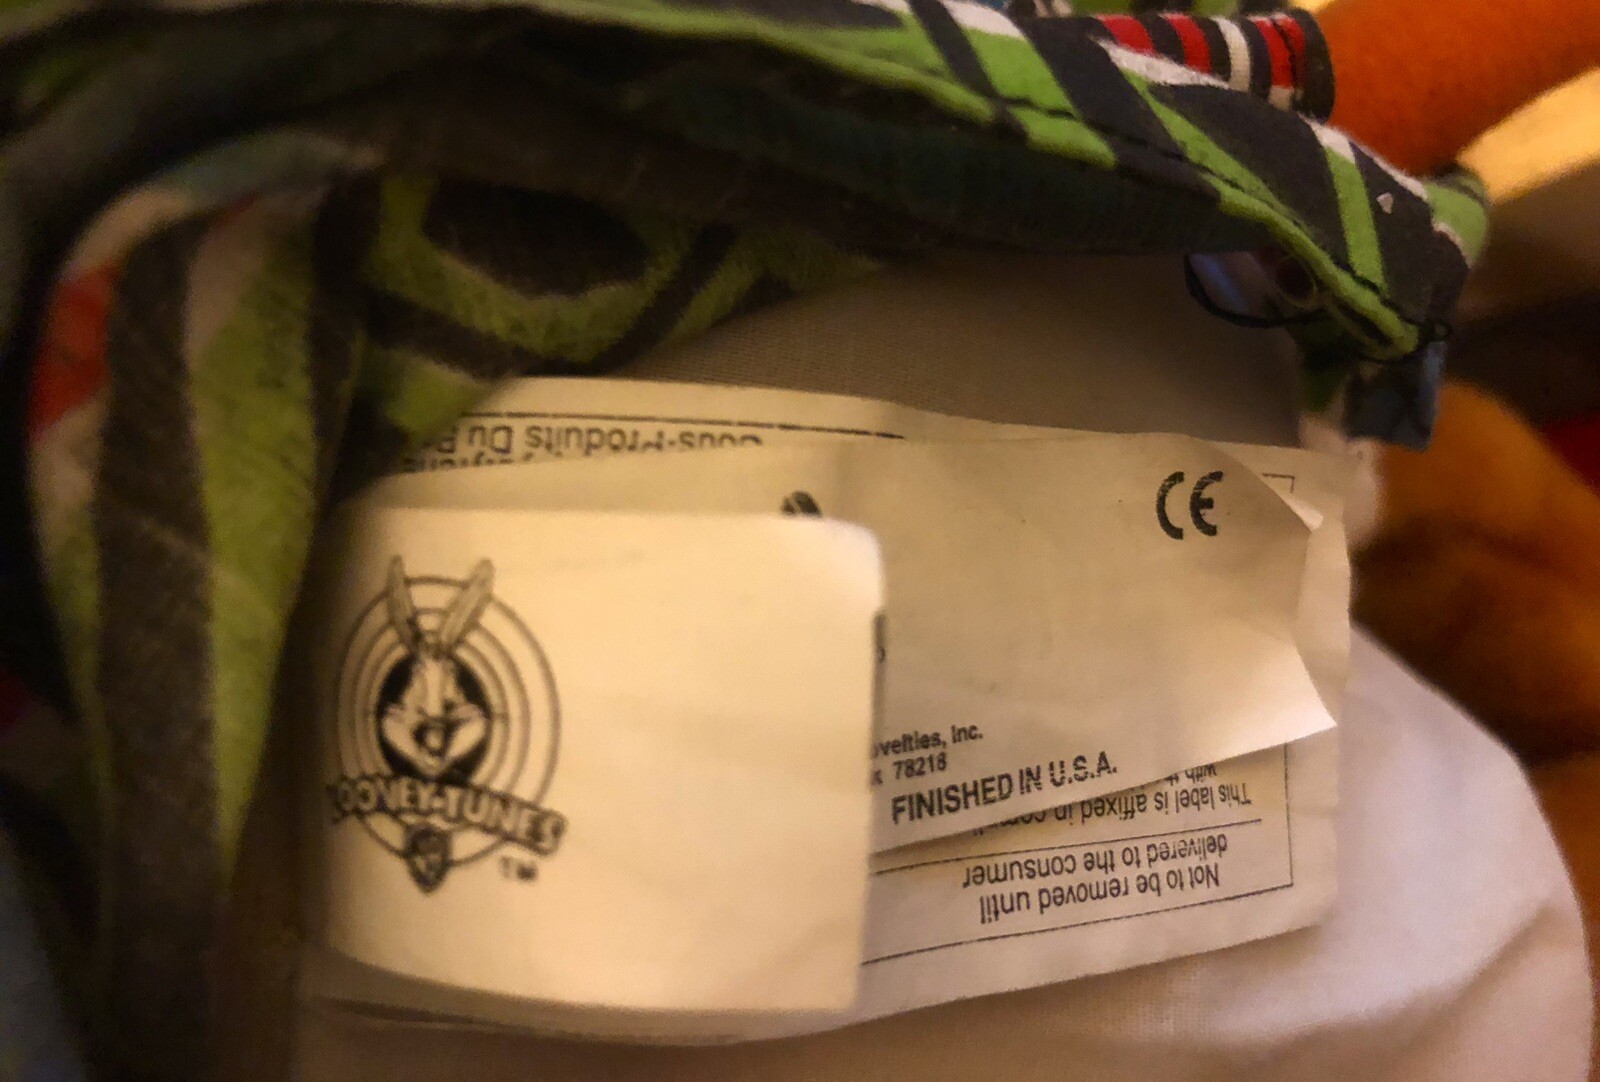 Sous-Produits Du
CE
LOONEY TUNES
TM
Inc.
78218
FINISHED IN U.S.A.
This label is affixed in
Not to be removed until
delivered to the consumer